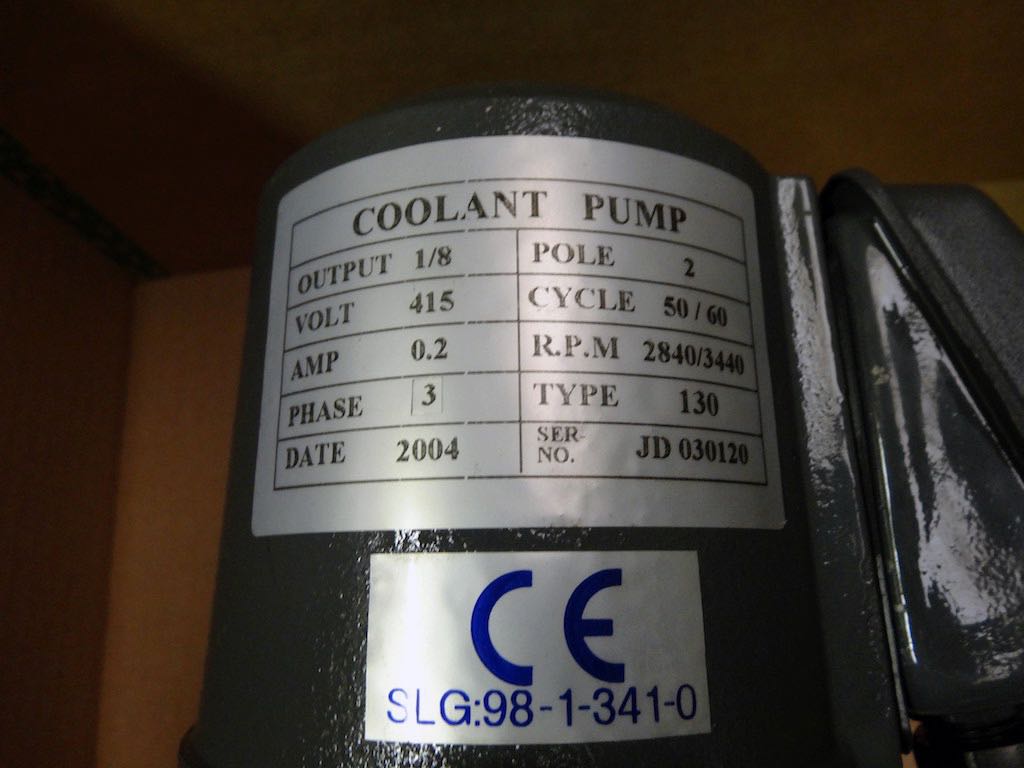 COOLANT PUMP
OUTPUT 1/8 POLE 2
VOLT 415 CYCLE 50 / 60
AMP 0.2 R.P.M 2840/3440
PHASE 3 TYPE 130
DATE 2004 SER- NO. JD 030120
CE
SLG:98-1-341-0